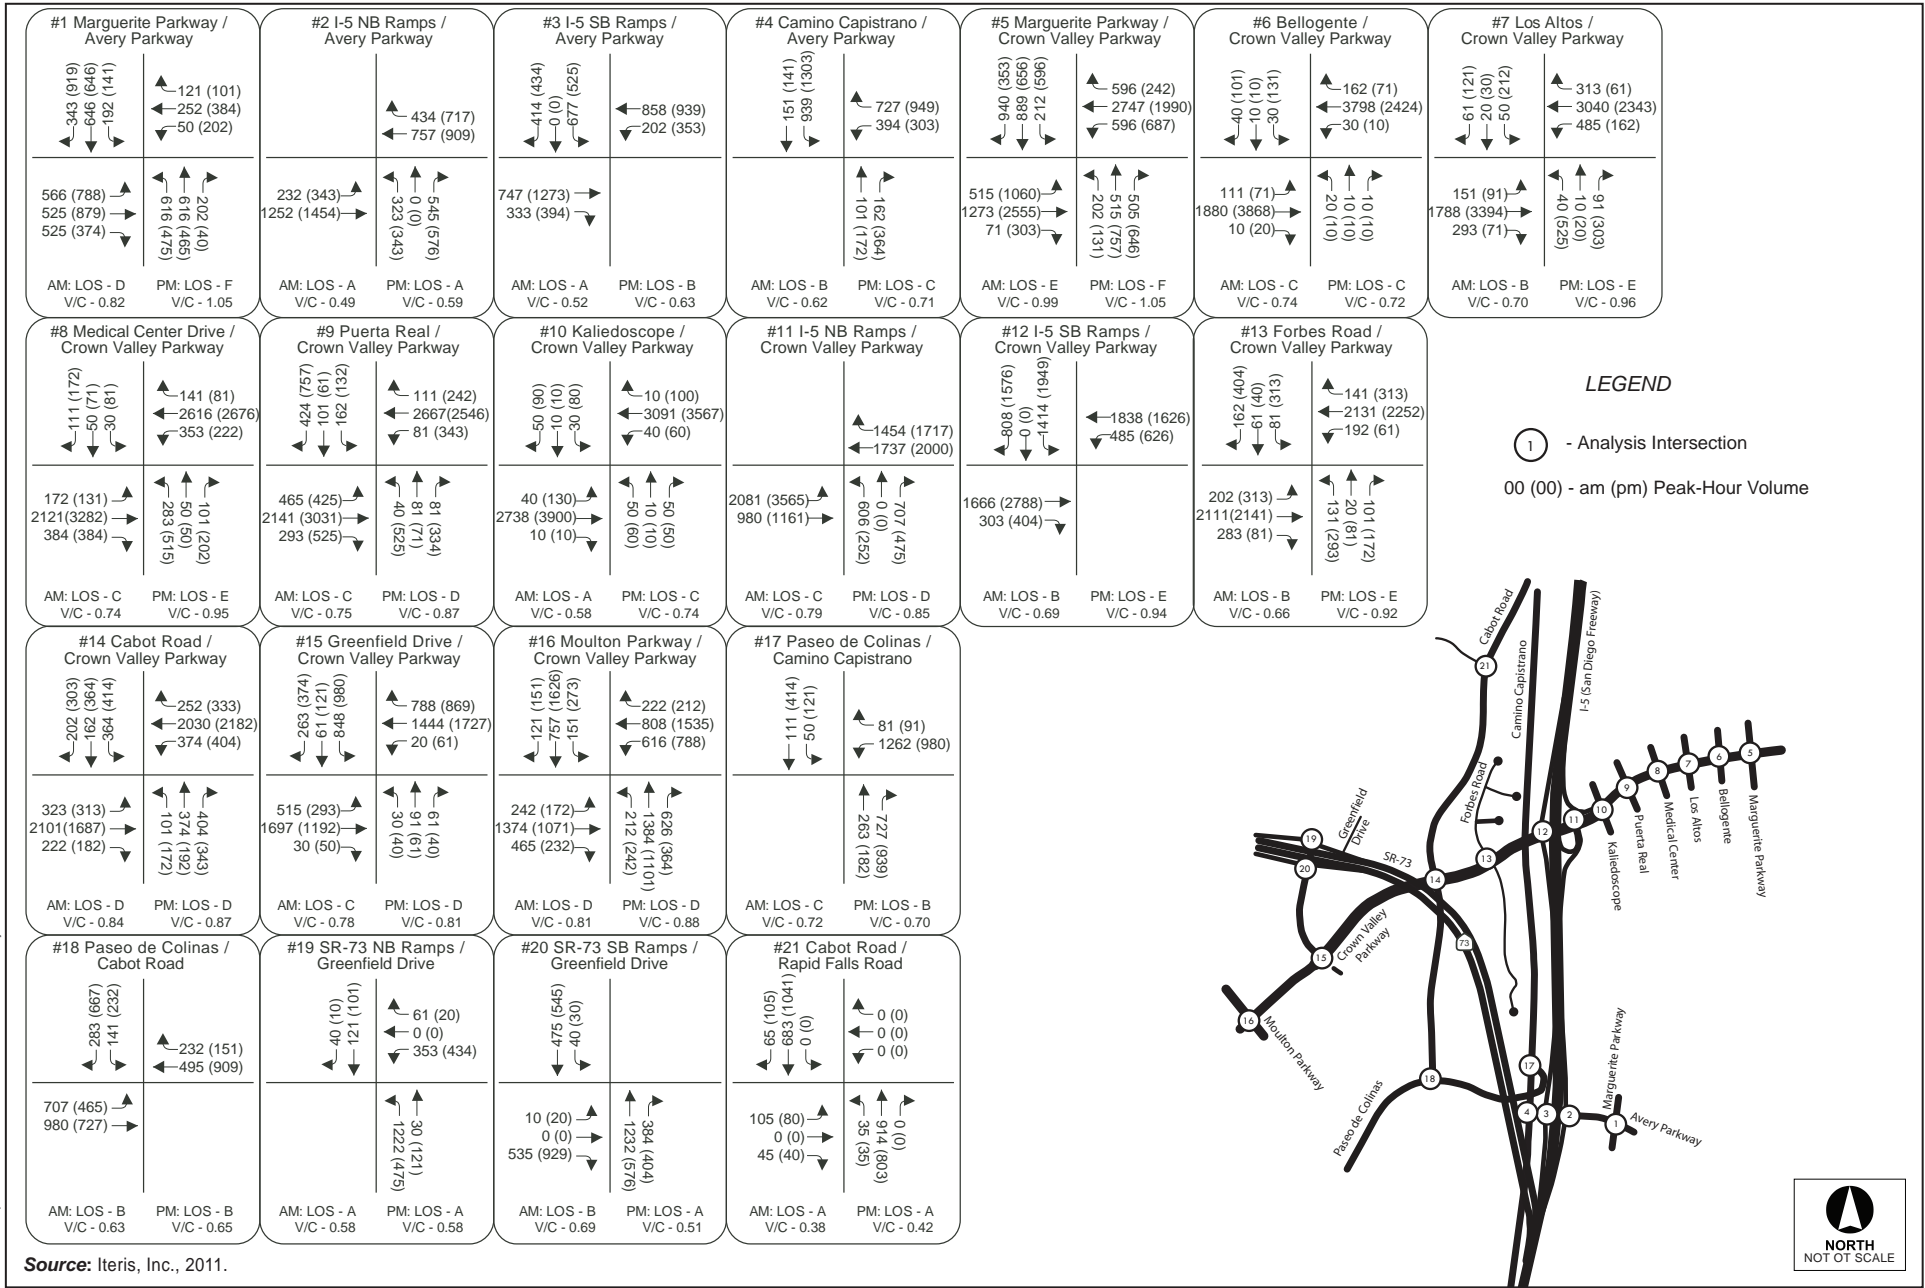 #1 Marguerite Parkway /
Avery Parkway
343 (919)
646 (646)
192 (141)
121 (101)
252 (384)
50 (202)
566 (788)
525 (879)
525 (374)
616 (475)
616 (465)
202 (40)
AM: LOS - D
V/C - 0.82
PM: LOS - F
V/C - 1.05
#2 I-5 NB Ramps /
Avery Parkway
434 (717)
757 (909)
232 (343)
1252 (1454)
323 (343)
0 (0)
545 (576)
AM: LOS - A
V/C - 0.49
PM: LOS - A
V/C - 0.59
#3 I-5 SB Ramps /
Avery Parkway
414 (434)
0 (0)
677 (525)
858 (939)
202 (353)
747 (1273)
333 (394)
AM: LOS - A
V/C - 0.52
PM: LOS - B
V/C - 0.63
#4 Camino Capistrano /
Avery Parkway
151 (141)
939 (1303)
727 (949)
394 (303)
101 (172)
162 (364)
AM: LOS - B
V/C - 0.62
PM: LOS - C
V/C - 0.71
#5 Marguerite Parkway /
Crown Valley Parkway
940 (353)
889 (656)
212 (596)
596 (242)
2747 (1990)
596 (687)
515 (1060)
1273 (2555)
71 (303)
202 (131)
515 (757)
505 (646)
AM: LOS - E
V/C - 0.99
PM: LOS - F
V/C - 1.05
#6 Bellogente /
Crown Valley Parkway
40 (101)
10 (10)
30 (131)
162 (71)
3798 (2424)
30 (10)
111 (71)
1880 (3868)
10 (20)
20 (10)
10 (10)
10 (10)
AM: LOS - C
V/C - 0.74
PM: LOS - C
V/C - 0.72
#7 Los Altos /
Crown Valley Parkway
61 (121)
20 (30)
50 (212)
313 (61)
3040 (2343)
485 (162)
151 (91)
1788 (3394)
293 (71)
40 (525)
10 (20)
91 (303)
AM: LOS - B
V/C - 0.70
PM: LOS - E
V/C - 0.96
#8 Medical Center Drive /
Crown Valley Parkway
111 (172)
50 (71)
30 (81)
141 (81)
2616 (2676)
353 (222)
172 (131)
2121(3282)
384 (384)
283 (515)
50 (50)
101 (202)
AM: LOS - C
V/C - 0.74
PM: LOS - E
V/C - 0.95
#9 Puerta Real /
Crown Valley Parkway
424 (757)
101 (61)
162 (132)
111 (242)
2667(2546)
81 (343)
465 (425)
2141 (3031)
293 (525)
40 (525)
81 (71)
81 (334)
AM: LOS - C
V/C - 0.75
PM: LOS - D
V/C - 0.87
#10 Kaliedoscope /
Crown Valley Parkway
50 (90)
10 (10)
30 (80)
10 (100)
3091 (3567)
40 (60)
40 (130)
2738 (3900)
10 (10)
50 (60)
10 (10)
50 (50)
AM: LOS - A
V/C - 0.58
PM: LOS - C
V/C - 0.74
#11 I-5 NB Ramps /
Crown Valley Parkway
1454 (1717)
1737 (2000)
2081 (3565)
980 (1161)
606 (252)
0 (0)
707 (475)
AM: LOS - C
V/C - 0.79
PM: LOS - D
V/C - 0.85
#12 I-5 SB Ramps /
Crown Valley Parkway
808 (1576)
0 (0)
1414 (1949)
1838 (1626)
485 (626)
1666 (2788)
303 (404)
AM: LOS - B
V/C - 0.69
PM: LOS - E
V/C - 0.94
#13 Forbes Road /
Crown Valley Parkway
162 (404)
61 (40)
81 (313)
141 (313)
2131 (2252)
192 (61)
202 (313)
2111(2141)
283 (81)
131 (293)
20 (81)
101 (172)
AM: LOS - B
V/C - 0.66
PM: LOS - E
V/C - 0.92
LEGEND
1 - Analysis Intersection
00 (00) - am (pm) Peak-Hour Volume
#14 Cabot Road /
Crown Valley Parkway
202 (303)
162 (364)
364 (414)
252 (333)
2030 (2182)
374 (404)
323 (313)
2101(1687)
222 (182)
101 (172)
374 (192)
404 (343)
AM: LOS - D
V/C - 0.84
PM: LOS - D
V/C - 0.87
#15 Greenfield Drive /
Crown Valley Parkway
263 (374)
61 (121)
848 (980)
788 (869)
1444 (1727)
20 (61)
515 (293)
1697 (1192)
30 (50)
30 (40)
91 (61)
61 (40)
AM: LOS - C
V/C - 0.78
PM: LOS - D
V/C - 0.81
#16 Moulton Parkway /
Crown Valley Parkway
121 (151)
757 (1626)
151 (273)
222 (212)
808 (1535)
616 (788)
242 (172)
1374 (1071)
465 (232)
212 (242)
1384 (1101)
626 (364)
AM: LOS - D
V/C - 0.81
PM: LOS - D
V/C - 0.88
#17 Paseo de Colinas /
Camino Capistrano
111 (414)
50 (121)
81 (91)
1262 (980)
263 (182)
727 (939)
AM: LOS - C
V/C - 0.72
PM: LOS - B
V/C - 0.70
#18 Paseo de Colinas /
Cabot Road
283 (667)
141 (232)
232 (151)
495 (909)
707 (465)
980 (727)
AM: LOS - B
V/C - 0.63
PM: LOS - B
V/C - 0.65
#19 SR-73 NB Ramps /
Greenfield Drive
40 (10)
121 (101)
61 (20)
0 (0)
353 (434)
1222 (475)
30 (121)
AM: LOS - A
V/C - 0.58
PM: LOS - A
V/C - 0.58
#20 SR-73 SB Ramps /
Greenfield Drive
475 (545)
40 (30)
10 (20)
0 (0)
535 (929)
1232 (576)
384 (404)
AM: LOS - B
V/C - 0.69
PM: LOS - A
V/C - 0.51
#21 Cabot Road /
Rapid Falls Road
65 (105)
683 (1041)
0 (0)
0 (0)
0 (0)
0 (0)
105 (80)
0 (0)
45 (40)
35 (35)
914 (803)
0 (0)
AM: LOS - A
V/C - 0.38
PM: LOS - A
V/C - 0.42
Cabot Road
Camino Capistrano
I-5 (San Diego Freeway)
21
Forbes Road
Greenfield
Drive
SR-73
19
20
14
13
12
11
10
9
8
7
6
5
Kaliedoscope
Puerta Real
Medical Center
Los Altos
Bellogente
Marguerite Parkway
73
15
Crown Valley
Parkway
16
Moulton Parkway
17
18
Paseo de Colinas
4
3
2
1
Marguerite Parkway
Avery Parkway
NORTH
NOT OT SCALE
Source: Iteris, Inc., 2011.